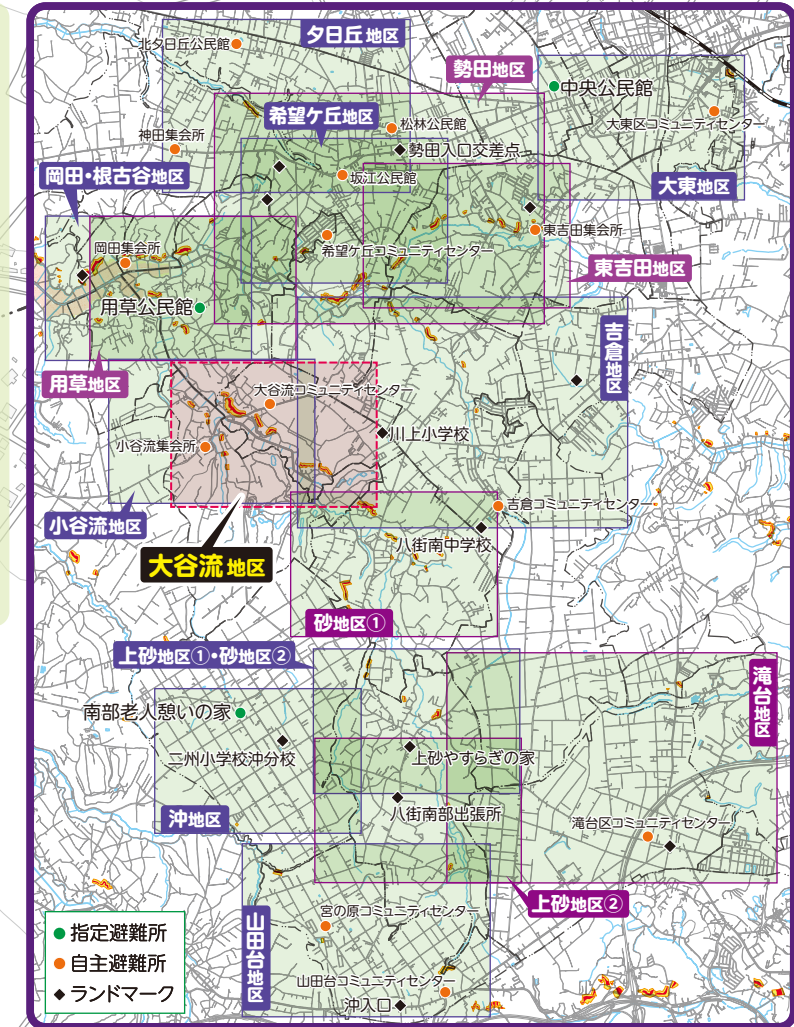 夕日丘地区
北夕日丘公民館
勢田地区
中央公民館
希望ケ丘地区
松林公民館
大東区コミュニティセンター
神田集会所
勢田入口交差点
岡田・根古谷地区
坂江公民館
大東地区
岡田集会所
東吉田集会所
希望ケ丘コミュニティセンター
東吉田地区
用草公民館
吉倉地区
用草地区
大谷流コミュニティセンター
川上小学校
小谷流集会所
吉倉コミュニティセンター
小谷流地区
八街南中学校
大谷流地区
砂地区①
上砂地区①・砂地区②
滝台地区
南部老人憩いの家
二州小学校沖分校
上砂やすらぎの家
八街南部出張所
沖地区
滝台区コミュニティセンター
上砂地区②
宮の原コミュニティセンター
山田台地区
山田台コミュニティセンター
沖入口
指定避難所
自主避難所
ランドマーク